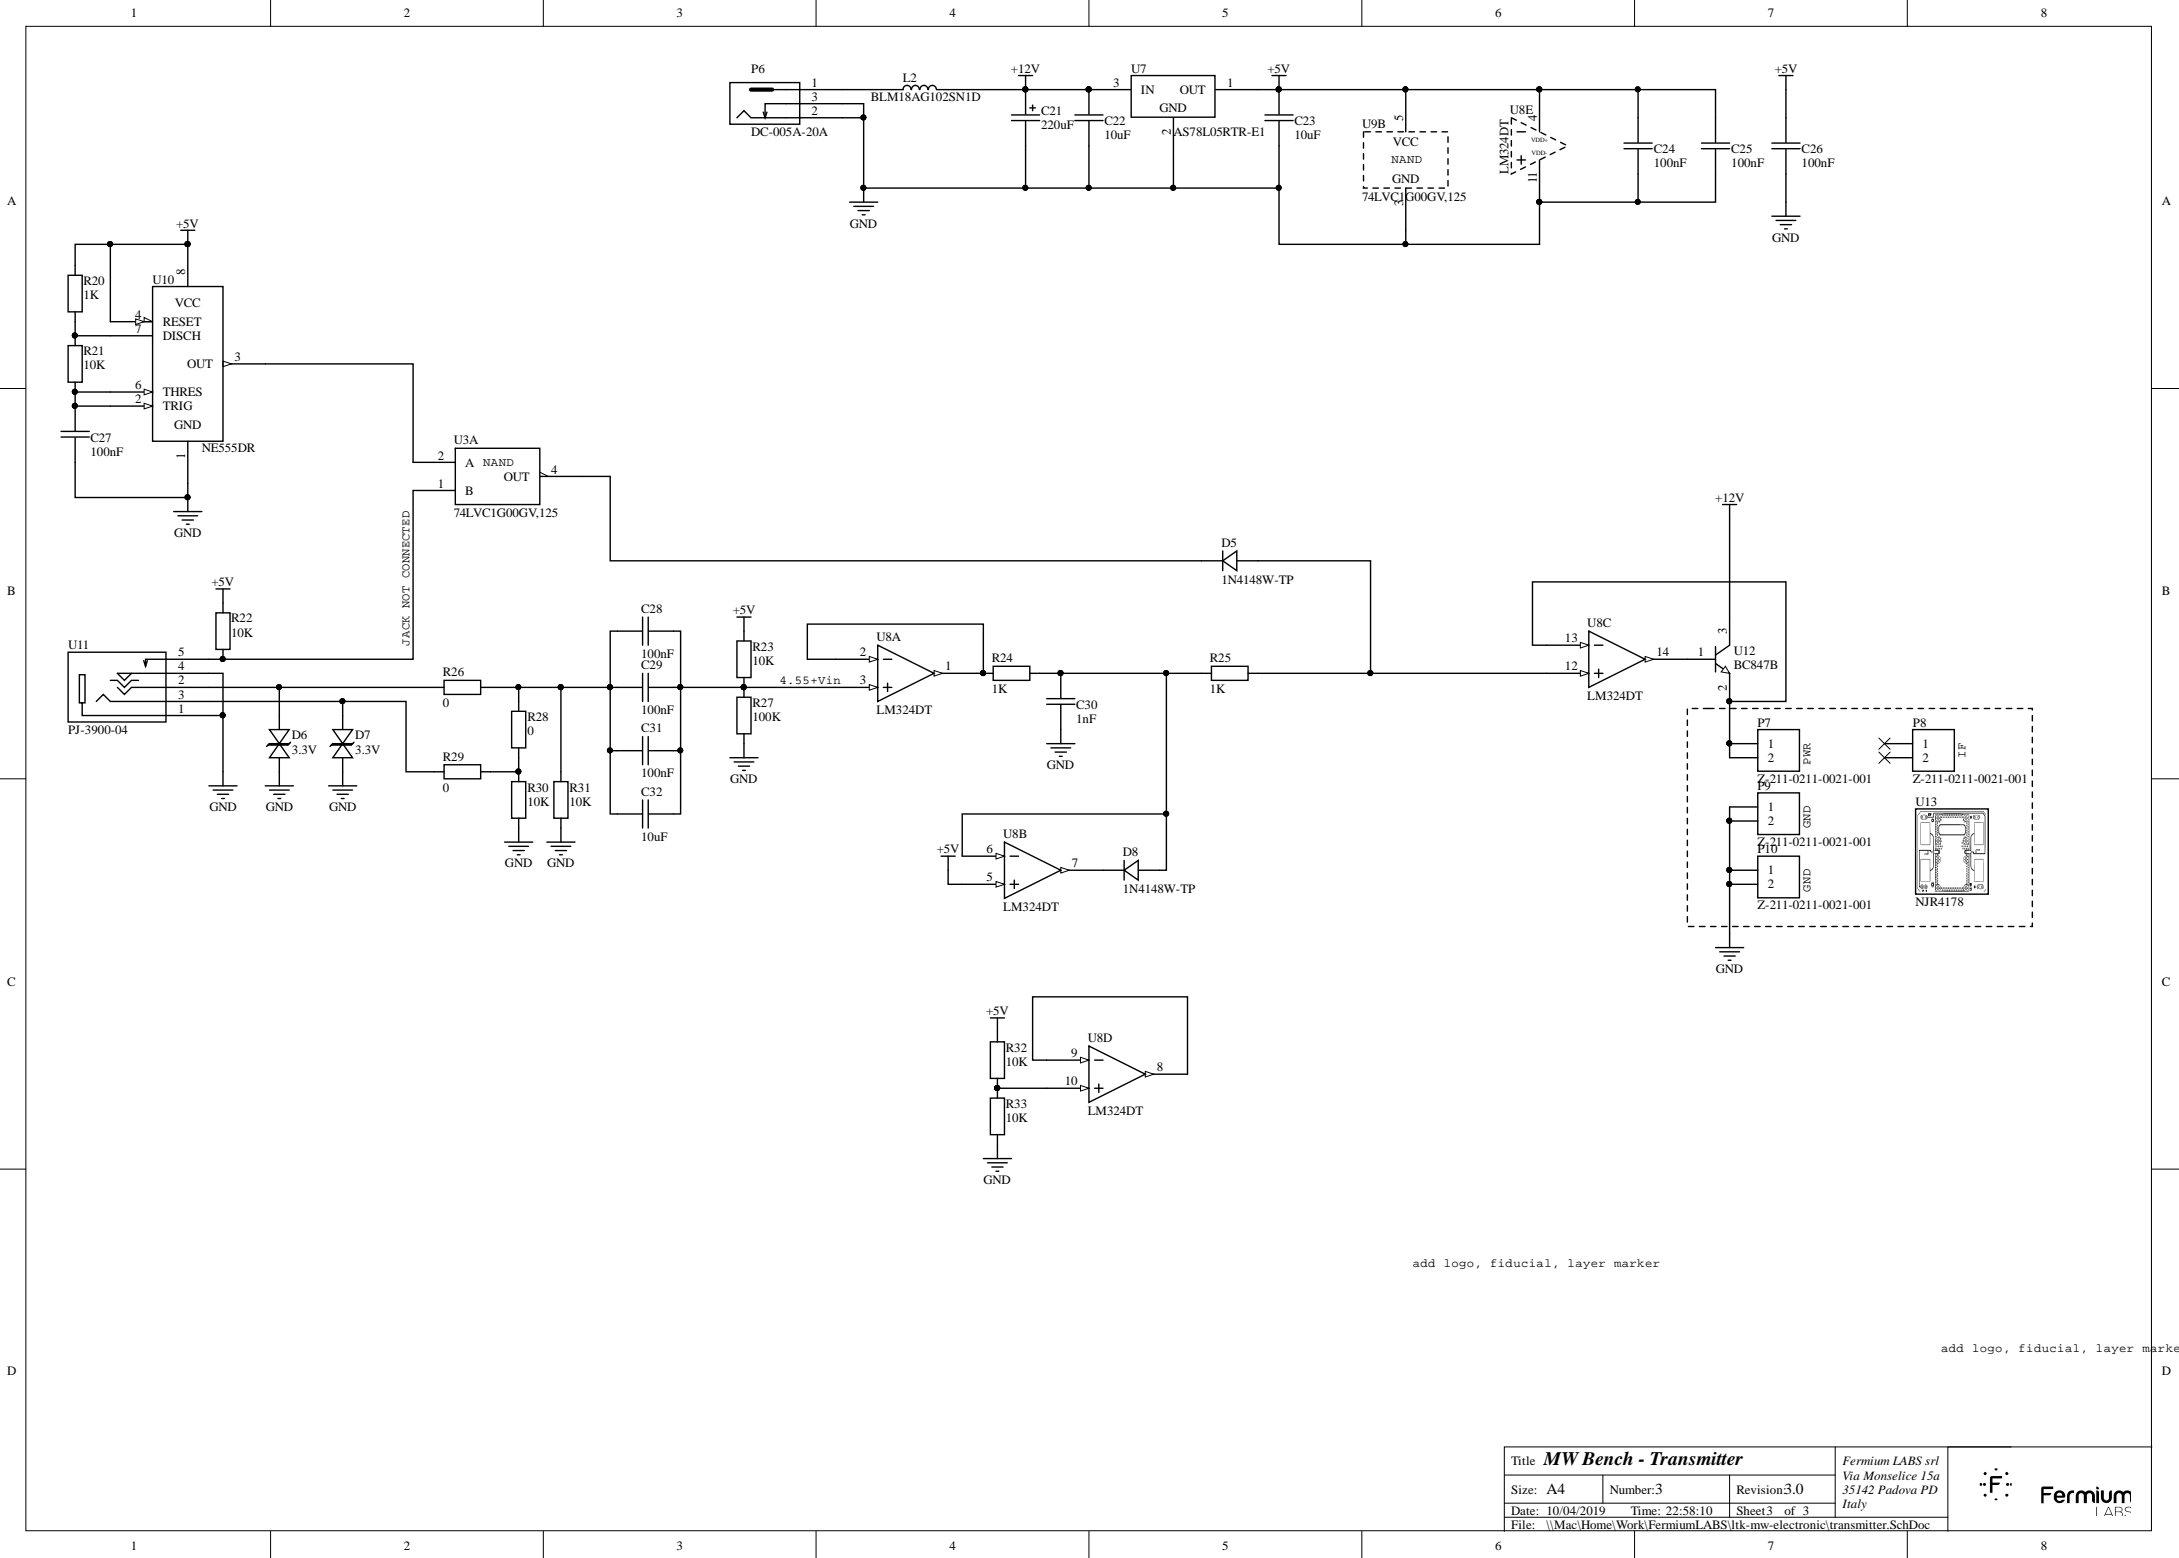 1 2 3 4 5 6 7 8
A
B
C
D
A
B
C
D
P6
1
3
2
DC-005A-20A
L2
BLM18AG102SN1D
+12V
C21
220uF
C22
10uF
U7
3
IN OUT
GND
1
2
AS78L05RTR-E1
+5V
C23
10uF
GND
U9B
5
VCC
NAND
GND
3
74LVC1G00GV,125
U8E
4
VDD+
VDD-
11
LM324DT
C24
100nF
C25
100nF
+5V
C26
100nF
GND
+5V
R20
1K
R21
10K
C27
100nF
U10
8
VCC
4 RESET
7 DISCH
OUT 3
6 THRES
2 TRIG
GND
1
NE555DR
GND
U3A
2 A NAND
OUT 4
1 B
74LVC1G00GV,125
JACK NOT CONNECTED
+5V
R22
10K
U11
5
4
2
3
1
PJ-3900-04
GND
D6
3.3V
GND
D7
3.3V
GND
R26
0
R29
0
R28
0
R30
10K
GND
R31
10K
GND
C28
100nF
C29
100nF
C31
100nF
C32
10uF
+5V
R23
10K
4.55+Vin
R27
100K
GND
U8A
2
3
1
LM324DT
R24
1K
C30
1nF
GND
R25
1K
D5
1N4148W-TP
+5V
U8B
6
5
7
LM324DT
D8
1N4148W-TP
U8C
13
12
14
LM324DT
+12V
3
1
2
U12
BC847B
P7
1
2
PWR
Z-211-0211-0021-001
P8
1
2
IF
Z-211-0211-0021-001
P9
1
2
GND
Z-211-0211-0021-001
P10
1
2
GND
Z-211-0211-0021-001
U13
NJR4178
GND
+5V
R32
10K
R33
10K
GND
U8D
9
10
8
LM324DT
add logo, fiducial, layer marker
add logo, fiducial, layer marke
Title MW Bench - Transmitter
Size: A4 Number:3 Revision:3.0
Date: 10/04/2019 Time: 22:58:10 Sheet3 of 3
File: \\Mac\Home\Work\FermiumLABS\ltk-mw-electronic\transmitter.SchDoc
Fermium LABS srl
Via Monselice 15a
35142 Padova PD
Italy
F
Fermium
LABS
1 2 3 4 5 6 7 8